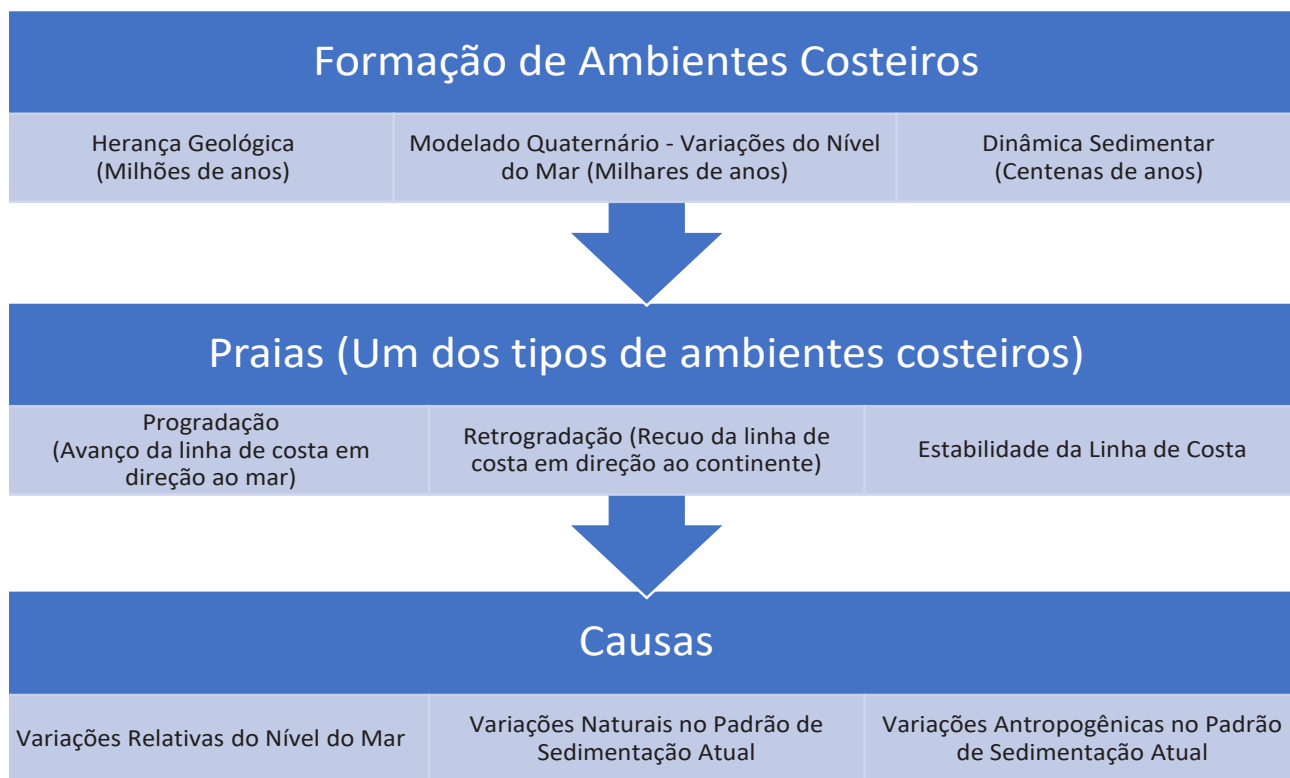 Formação de Ambientes Costeiros
Herança Geológica
(Milhões de anos)
Modelado Quaternário - Variações do Nível
do Mar (Milhares de anos)
Dinâmica Sedimentar
(Centenas de anos)
Praias (Um dos tipos de ambientes costeiros)
Progradação
(Avanço da linha de costa em
direção ao mar)
Retrogradação (Recuo da linha de
costa em direção ao continente)
Estabilidade da Linha de Costa
Causas
Variações Relativas do Nível do Mar
Variações Naturais no Padrão de
Sedimentação Atual
Variações Antropogênicas no Padrão
de Sedimentação Atual